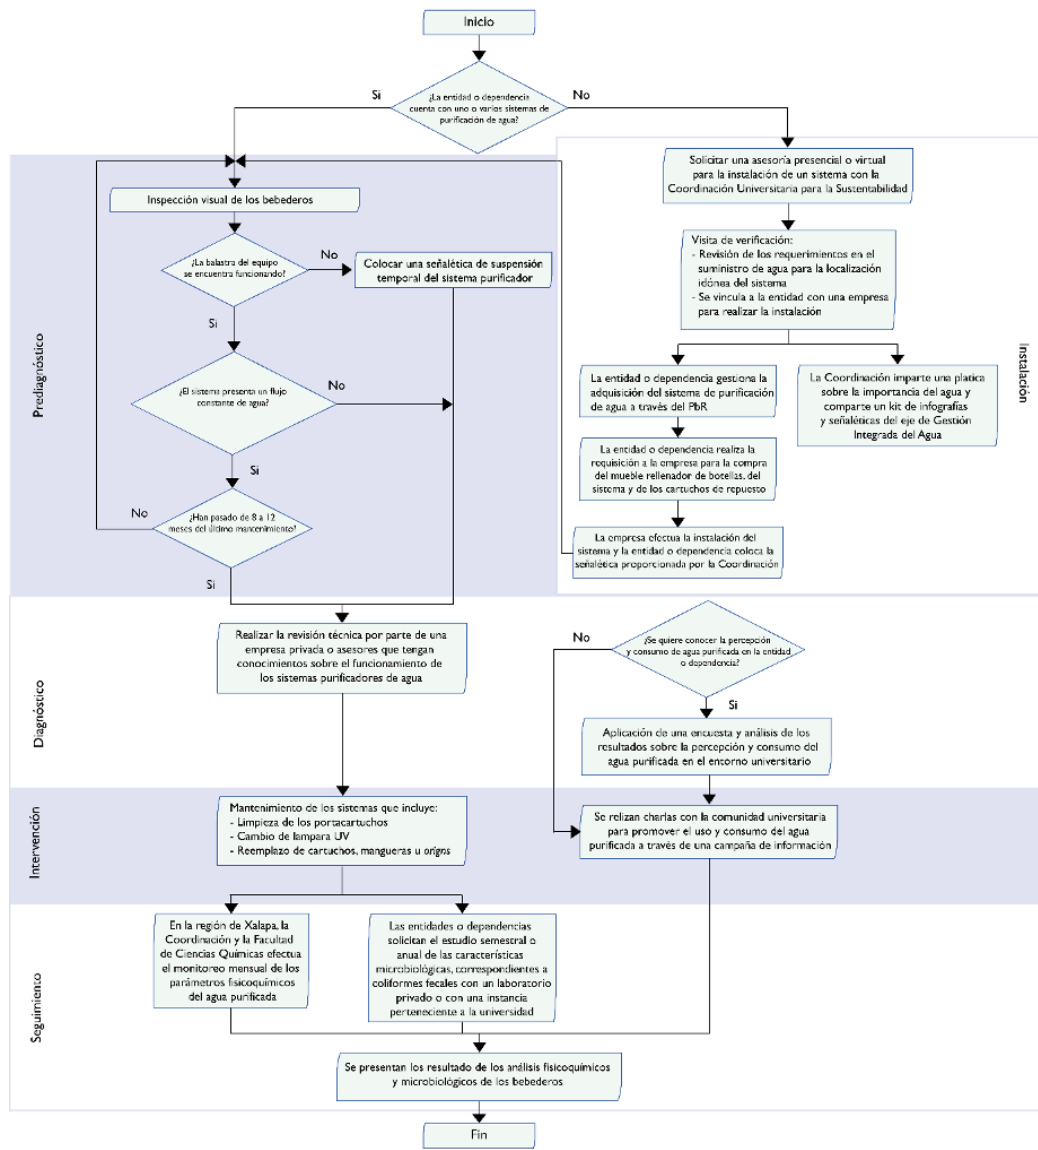 Inicio
¿La entidad o dependencia
cuenta con uno o varios sistemas de
purificación de agua?
Si
No
Solicitar una asesoría presencial o virtual
para la instalación de un sistema con la
Coordinación Universitaria para la Sustentabilidad
Visita de verificación:
- Revisión de los requerimientos en el
suministro de agua para la localización
idónea del sistema
- Se vincula a la entidad con una empresa
para realizar la instalación
La entidad o dependencia gestiona la
adquisición del sistema de purificación
de agua a través del PbR
La Coordinación imparte una platica
sobre la importancia del agua y
comparte un kit de infografías
y señaléticas del eje de Gestión
Integrada del Agua
La entidad o dependencia realiza la
requisición a la empresa para la compra
del mueble rellenador de botellas, del
sistema y de los cartuchos de repuesto
La empresa efectua la instalación del
sistema y la entidad o dependencia coloca la
señalética proporcionada por la Coordinación
Instalación
Prediagnóstico
Inspección visual de los bebederos
¿La balastra del equipo
se encuentra funcionando?
No
Si
Colocar una señalética de suspensión
temporal del sistema purificador
¿El sistema presenta un flujo
constante de agua?
No
Si
¿Han pasado de 8 a 12
meses del último mantenimiento?
No
Si
Diagnóstico
Realizar la revisión técnica por parte de una
empresa privada o asesores que tengan
conocimientos sobre el funcionamiento de
los sistemas purificadores de agua
¿Se quiere conocer la percepción
y consumo de agua purificada en la entidad
o dependencia?
No
Si
Aplicación de una encuesta y análisis de los
resultados sobre la percepción y consumo del
agua purificada en el entorno universitario
Intervención
Mantenimiento de los sistemas que incluye:
- Limpieza de los portacartuchos
- Cambio de lampara UV
- Reemplazo de cartuchos, mangueras u origns
Se relizan charlas con la comunidad universitaria
para promover el uso y consumo del agua
purificada a través de una campaña de información
Seguimiento
En la región de Xalapa, la
Coordinación y la Facultad
de Ciencias Químicas efectua
el monitoreo mensual de los
parámetros fisicoquímicos
del agua purificada
Las entidades o dependencias
solicitan el estudio semestral o
anual de las características
microbiológicas, correspondientes a
coliformes fecales con un laboratorio
privado o con una instancia
perteneciente a la universidad
Se presentan los resultado de los análisis fisicoquímicos
y microbiológicos de los bebederos
Fin